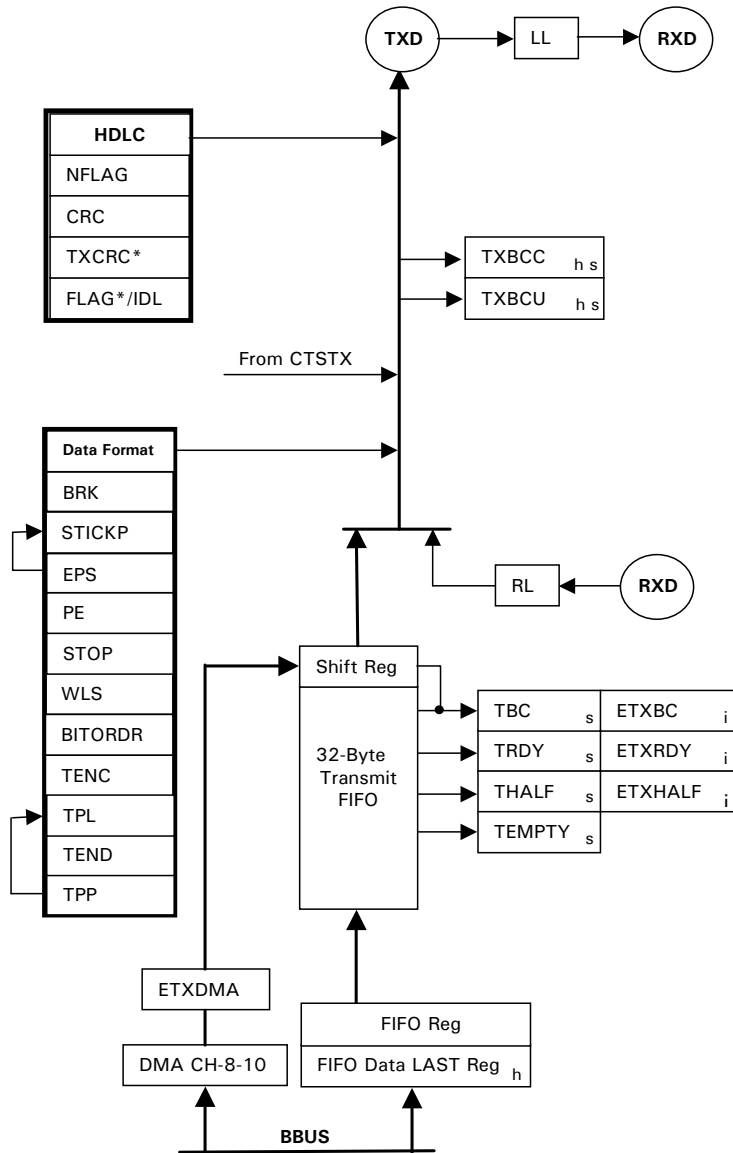 TXD LL RXD
HDLC
NFLAG
CRC
TXCRC*
FLAG*/IDL
TXBCC h s
TXBCU h s
From CTSTX
Data Format
BRK
STICKP
EPS
PE
STOP
WLS
BITORDR
TENC
TPL
TEND
TPP
RL RXD
Shift Reg
32-Byte
Transmit
FIFO
TBC s ETXBC i
TRDY s ETXRDY i
THALF s ETXHALF i
TEMPTY s
ETXDMA
DMA CH-8-10
FIFO Reg
FIFO Data LAST Reg h
BBUS